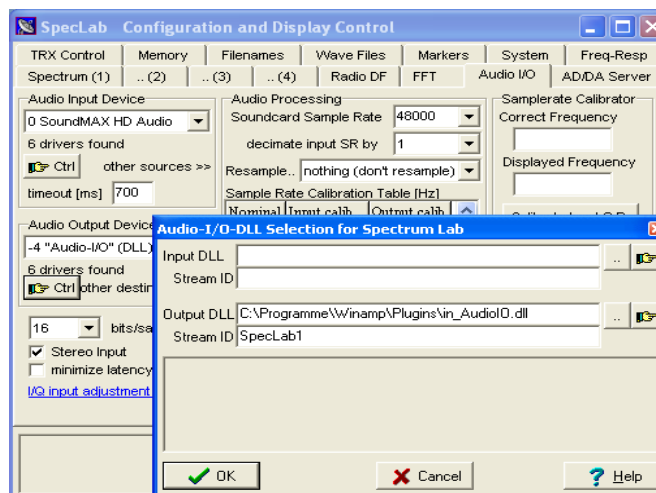 SpecLab Configuration and Display Control
TRX Control Memory Filenames Wave Files Markers System Freq-Resp
Spectrum (1) .. (2) .. (3) .. (4) Radio DF FFT Audio I/O AD/DA Server
Audio Input Device
0 SoundMAX HD Audio
6 drivers found
Ctrl other sources >>
timeout [ms] 700
Audio Processing
Soundcard Sample Rate 48000
decimate input SR by 1
Resample.. nothing (don't resample)
Sample Rate Calibration Table [Hz]
Nominal Input calib. Output calib.
Samplerate Calibrator
Correct Frequency
Displayed Frequency
Audio Output Device
-4 "Audio-I/O" (DLL)
6 drivers found
Ctrl other destin
16 bits/sa
Stereo Input
minimize latency
I/Q input adjustment
Audio-I/O-DLL Selection for Spectrum Lab
Input DLL ..
Stream ID
Output DLL C:\Programme\Winamp\Plugins\in_AudioIO.dll ..
Stream ID SpecLab1
OK Cancel ? Help